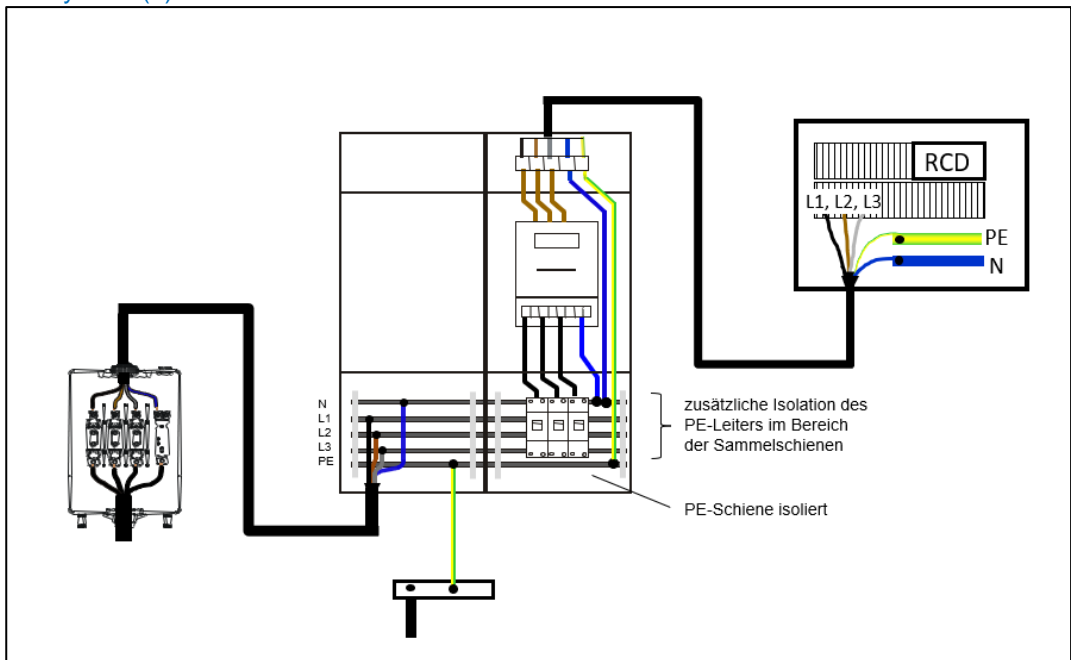 RCD
L1, L2, L3
PE
N
N
L1
L2
L3
PE
zusätzliche Isolation des
PE-Leiters im Bereich
der Sammelschienen
PE-Schiene isoliert